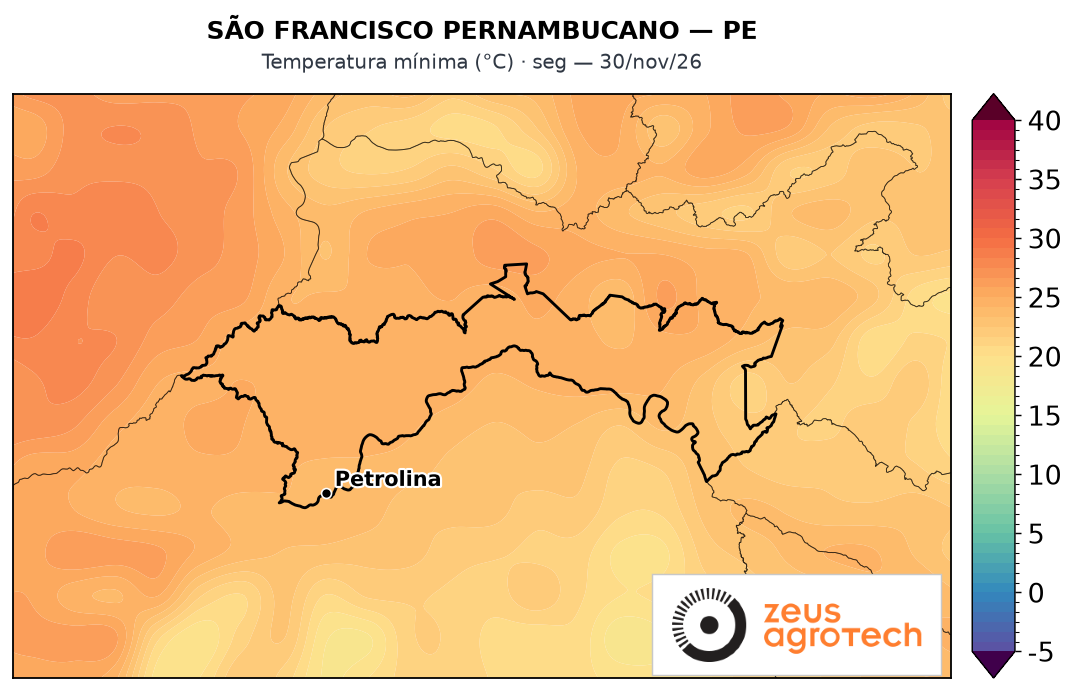 SÃO FRANCISCO PERNAMBUCANO — PE
Temperatura mínima (°C) · seg — 30/nov/26
40
35
30
25
20
15
10
5
0
-5
Petrolina
zeus
agrotech